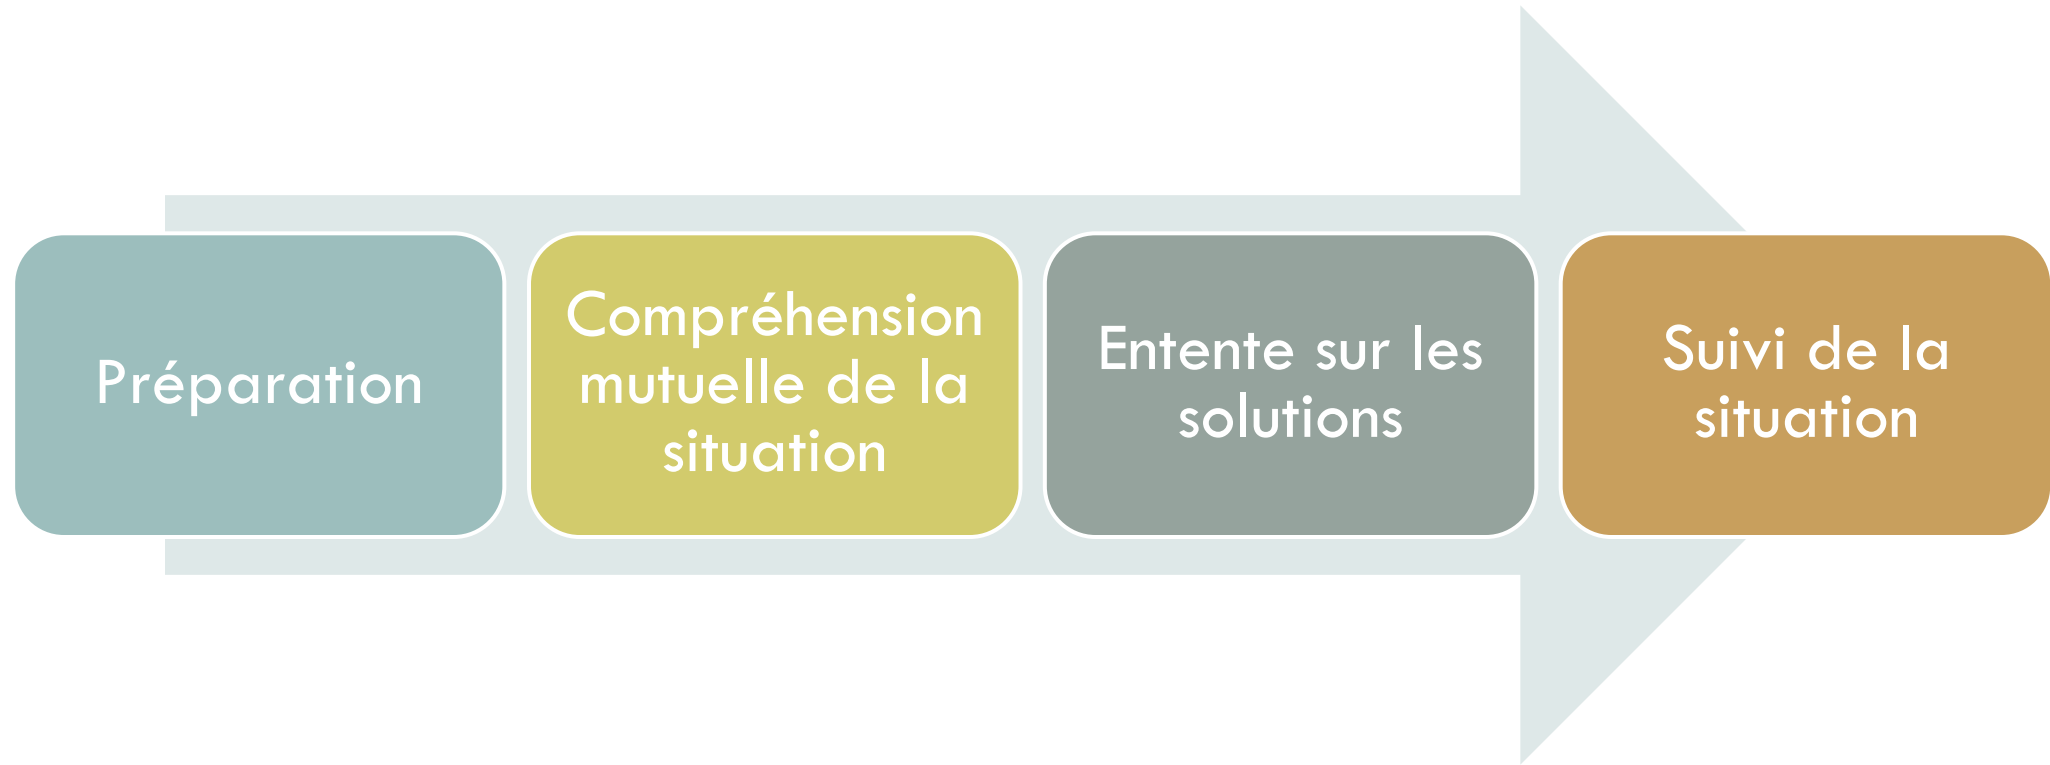 Préparation
Compréhension
mutuelle de la
situation
Entente sur les
solutions
Suivi de la
situation